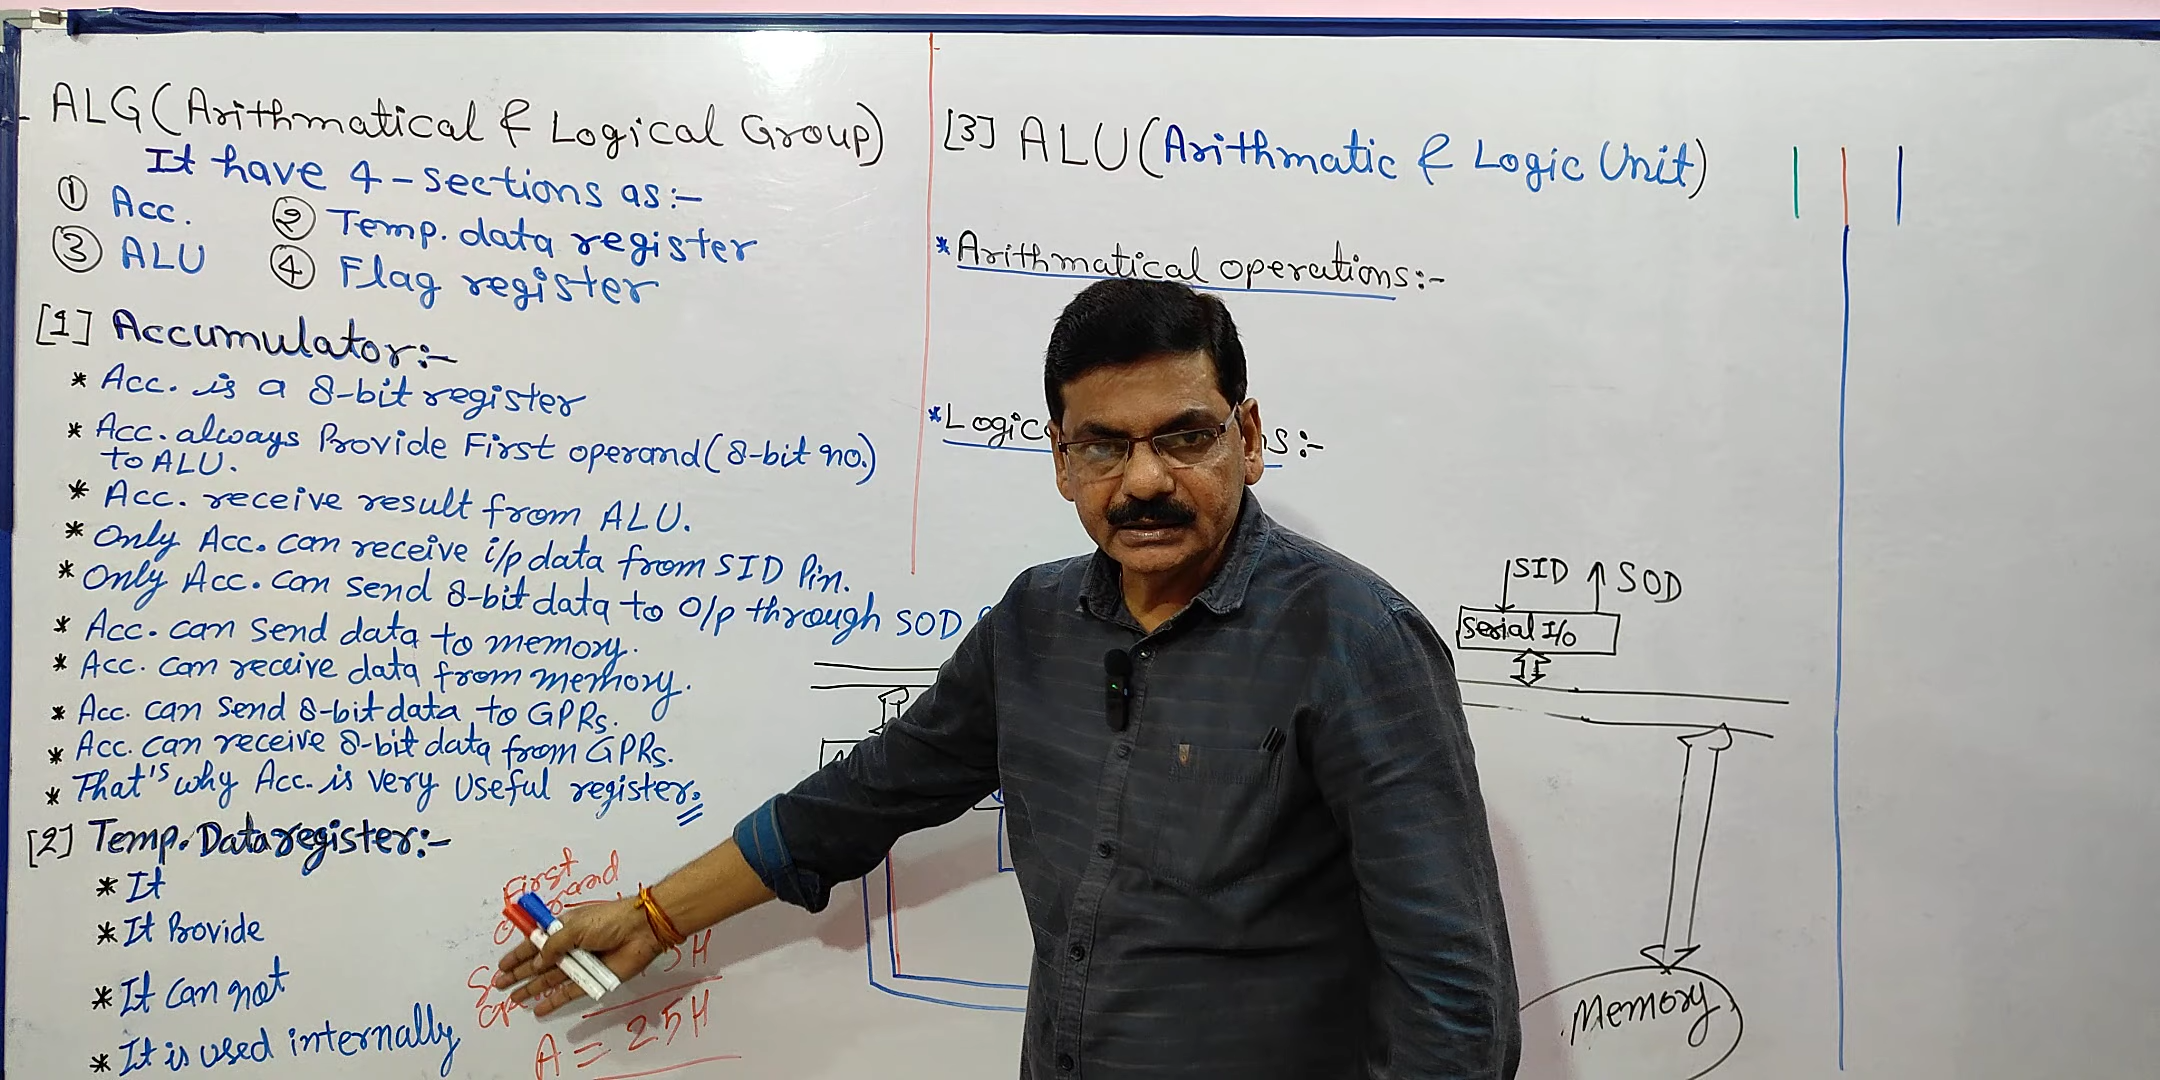 ALG (Arithmatical & Logical Group)
It have 4-sections as:-
① Acc. ② Temp. data register
③ ALU ④ Flag register
[1] Accumulator:-
* Acc. is a 8-bit register
* Acc. always Provide First operand (8-bit no.)
to ALU.
* Acc. receive result from ALU.
* Only Acc. can receive i/p data from SID Pin.
* Only Acc. can send 8-bit data to O/p through SOD
* Acc. can send data to memory.
* Acc. can receive data from memory.
* Acc. can send 8-bit data to GPRs.
* Acc. can receive 8-bit data from GPRs.
* That's why Acc. is very useful register.
[2] Temp. Data register:-
* It
* It Provide
* It can not
* It is used internally
First
5H
A = 25H
[3] ALU (Arithmatic & Logic Unit)
* Arithmatical operations:-
*
SID SOD
Serial I/O
Memory